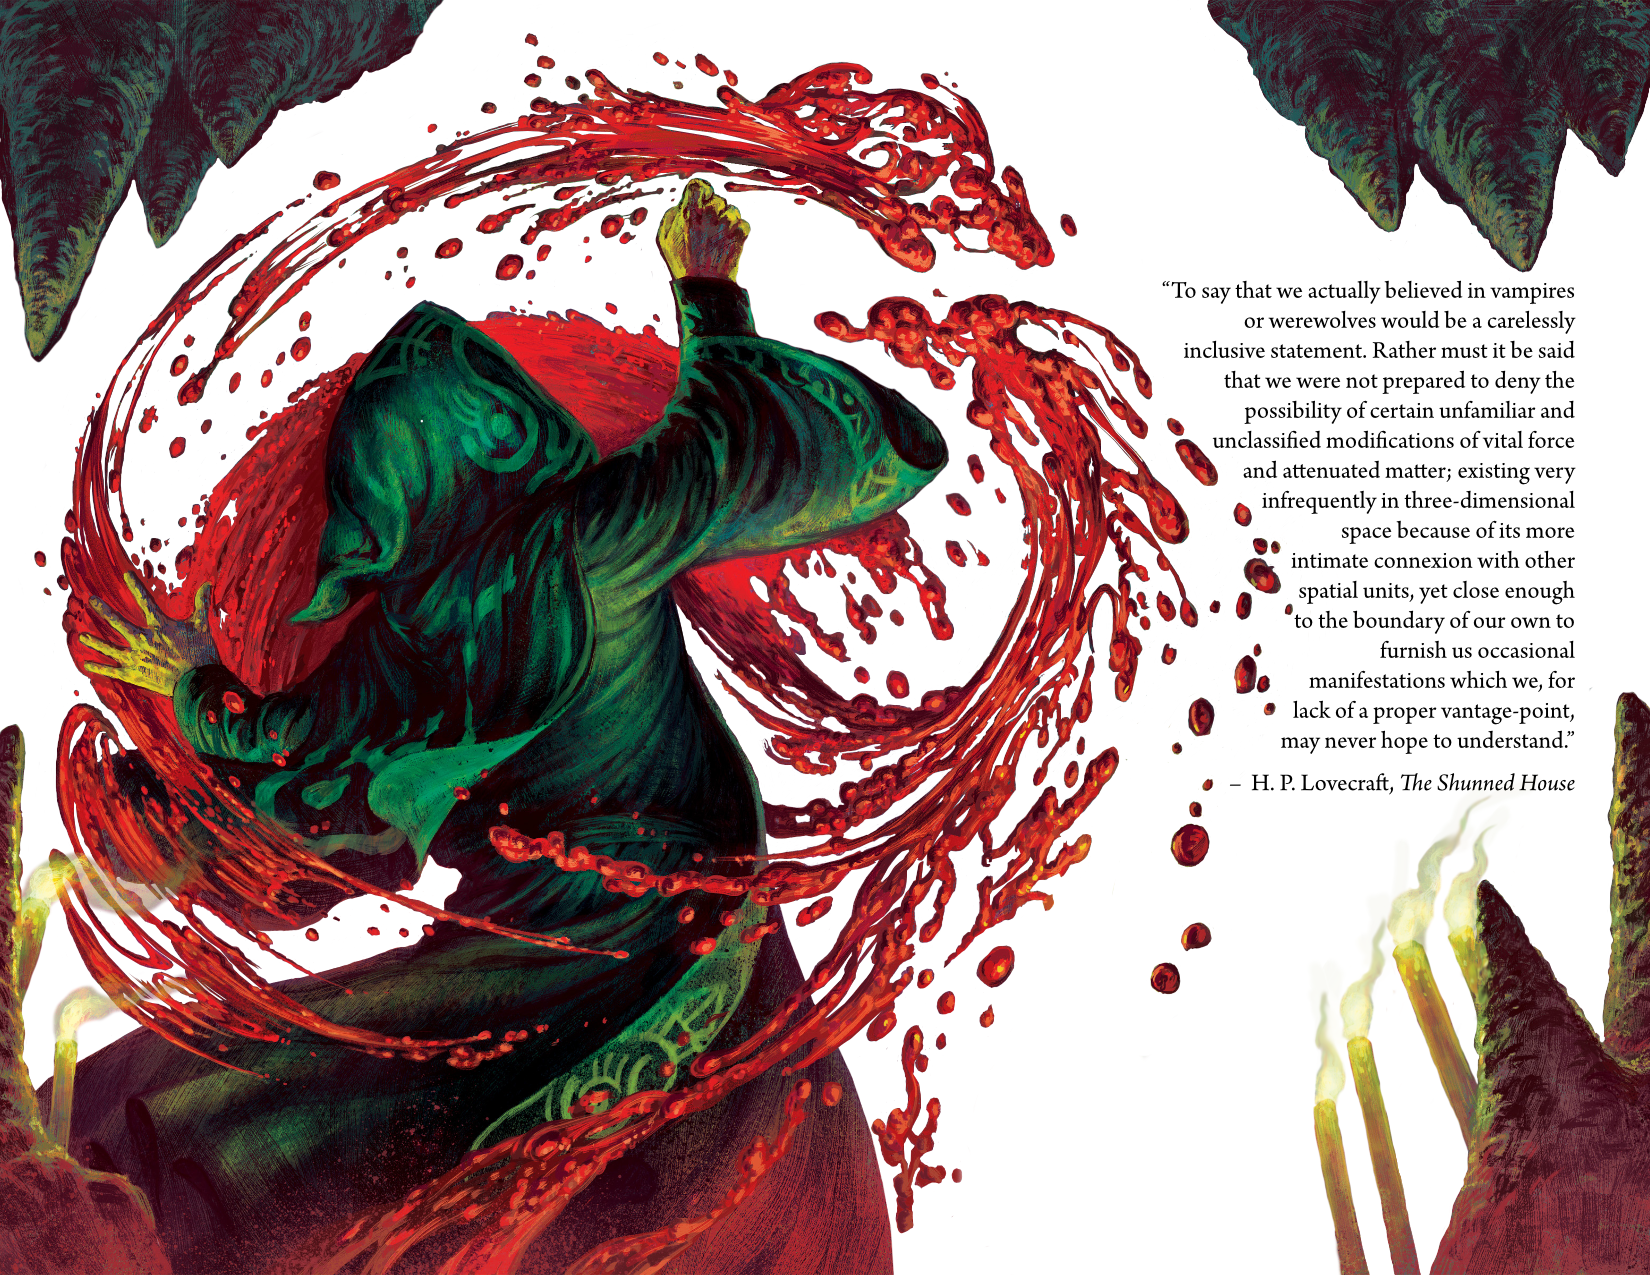 “To say that we actually believed in vampires
or werewolves would be a carelessly
inclusive statement. Rather must it be said
that we were not prepared to deny the
possibility of certain unfamiliar and
unclassified modifications of vital force
and attenuated matter; existing very
infrequently in three-dimensional
space because of its more
intimate connexion with other
spatial units, yet close enough
to the boundary of our own to
furnish us occasional
manifestations which we, for
lack of a proper vantage-point,
may never hope to understand.”
– H. P. Lovecraft, The Shunned House